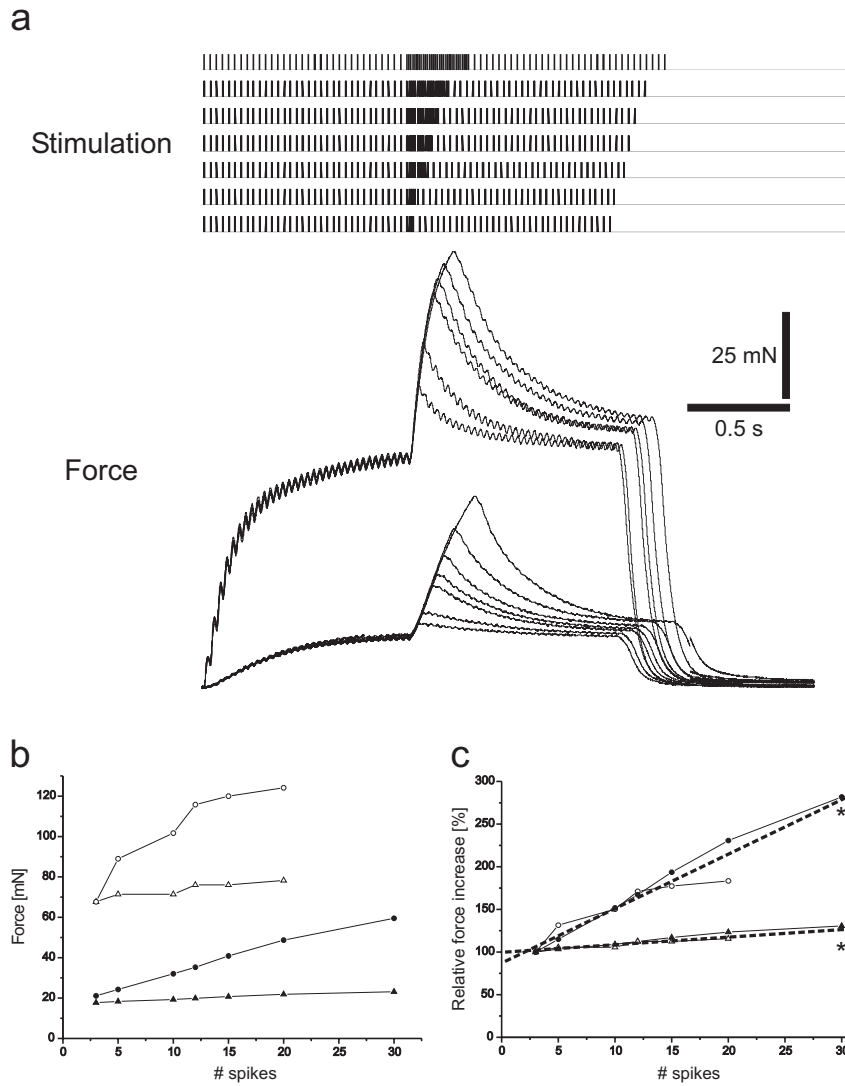 a
Stimulation
25 mN
0.5 s
Force
b
120
100
80
60
40
20
0
Force [mN]
0 5 10 15 20 25 30
# spikes
c
300
250
200
150
100
50
0
Relative force increase [%]
*
*
0 5 10 15 20 25 30
# spikes